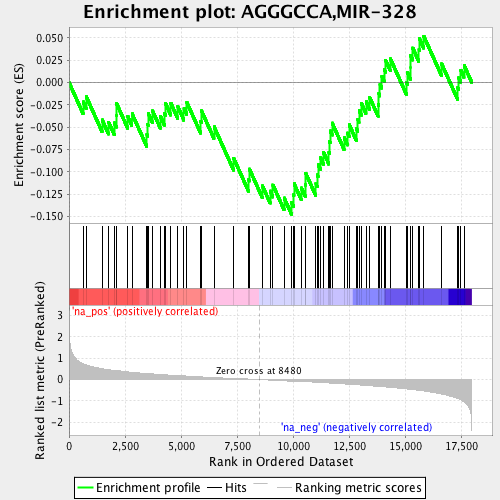 Enrichment plot: AGGGCCA,MIR-328
Enrichment score (ES)
0.050
0.025
0.000
-0.025
-0.050
-0.075
-0.100
-0.125
-0.150
'na_pos' (positively correlated)
Ranked list metric (PreRanked)
3
2
1
0
-1
-2
Zero cross at 8480
'na_neg' (negatively correlated)
0
2,500
5,000
7,500
10,000
12,500
15,000
17,500
Rank in Ordered Dataset
Enrichment profile
Hits
Ranking metric scores